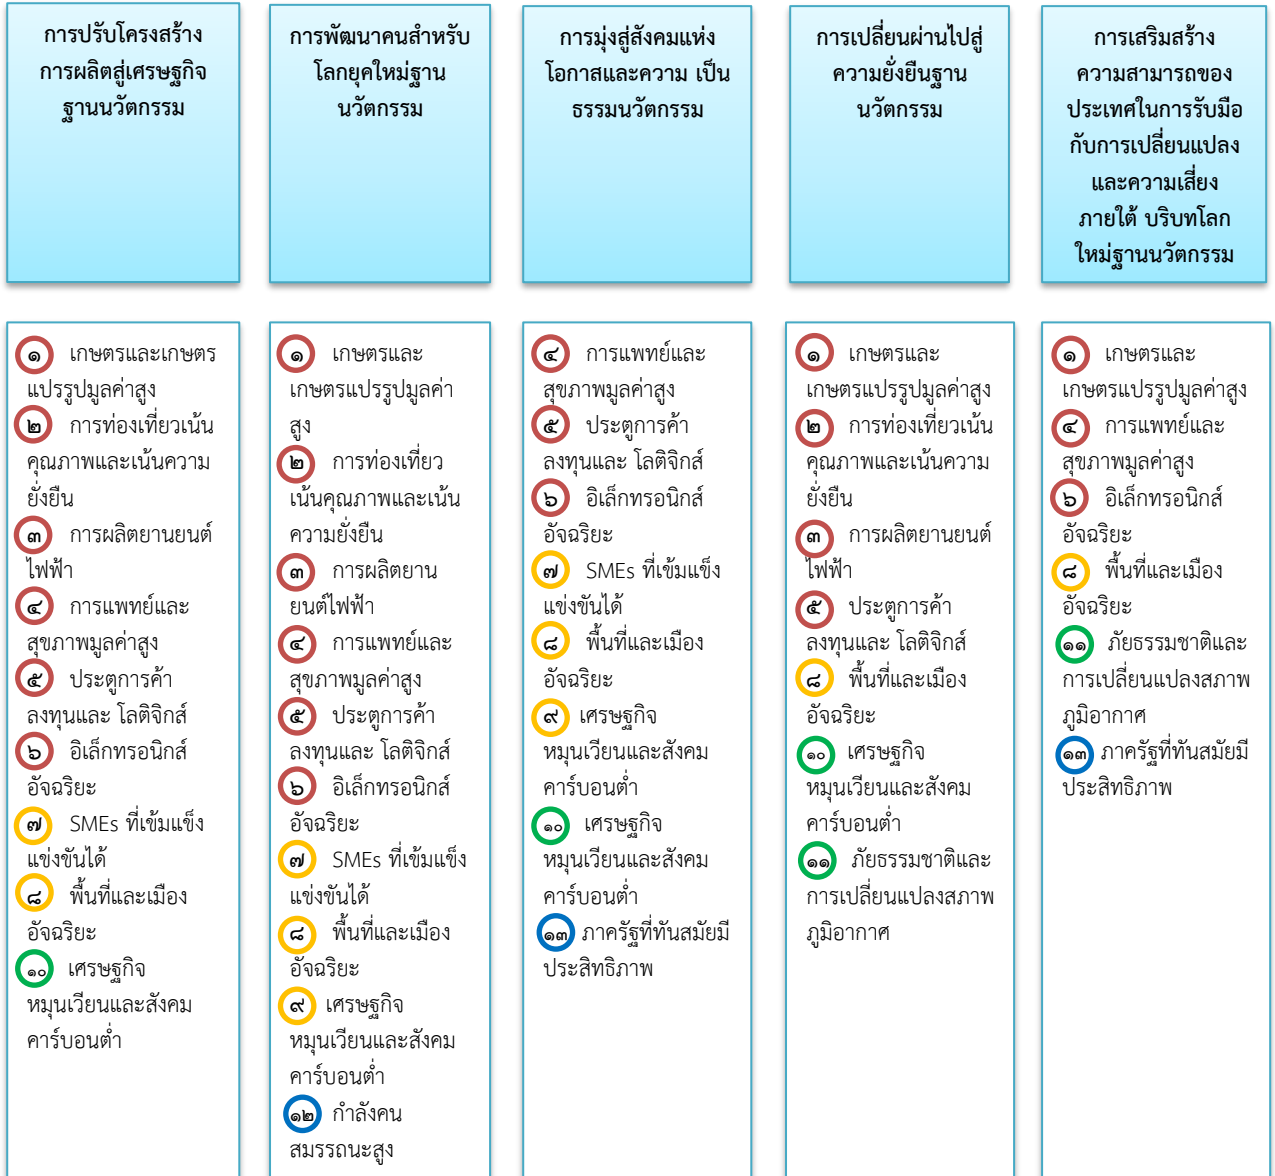 การปรับโครงสร้าง
การผลิตสู่เศรษฐกิจ
ฐานนวัตกรรม
การพัฒนาคนสำหรับ
โลกยุคใหม่ฐาน
นวัตกรรม
การมุ่งสู่สังคมแห่ง
โอกาสและความ เป็น
ธรรมนวัตกรรม
การเปลี่ยนผ่านไปสู่
ความยั่งยืนฐาน
นวัตกรรม
การเสริมสร้าง
ความสามารถของ
ประเทศในการรับมือ
กับการเปลี่ยนแปลง
และความเสี่ยง
ภายใต้ บริบทโลก
ใหม่ฐานนวัตกรรม
๑ เกษตรและเกษตร
แปรรูปมูลค่าสูง
๒ การท่องเที่ยวเน้น
คุณภาพและเน้นความ
ยั่งยืน
๓ การผลิตยานยนต์
ไฟฟ้า
๔ การแพทย์และ
สุขภาพมูลค่าสูง
๕ ประตูการค้า
ลงทุนและ โลติจิกส์
๖ อิเล็กทรอนิกส์
อัจฉริยะ
๗ SMEs ที่เข้มแข็ง
แข่งขันได้
๘ พื้นที่และเมือง
อัจฉริยะ
๑๐ เศรษฐกิจ
หมุนเวียนและสังคม
คาร์บอนต่ำ
๑ เกษตรและ
เกษตรแปรรูปมูลค่า
สูง
๒ การท่องเที่ยว
เน้นคุณภาพและเน้น
ความยั่งยืน
๓ การผลิตยาน
ยนต์ไฟฟ้า
๔ การแพทย์และ
สุขภาพมูลค่าสูง
๕ ประตูการค้า
ลงทุนและ โลติจิกส์
๖ อิเล็กทรอนิกส์
อัจฉริยะ
๗ SMEs ที่เข้มแข็ง
แข่งขันได้
๘ พื้นที่และเมือง
อัจฉริยะ
๙ เศรษฐกิจ
หมุนเวียนและสังคม
คาร์บอนต่ำ
๑๒ กำลังคน
สมรรถนะสูง
๔ การแพทย์และ
สุขภาพมูลค่าสูง
๕ ประตูการค้า
ลงทุนและ โลติจิกส์
๖ อิเล็กทรอนิกส์
อัจฉริยะ
๗ SMEs ที่เข้มแข็ง
แข่งขันได้
๘ พื้นที่และเมือง
อัจฉริยะ
๙ เศรษฐกิจ
หมุนเวียนและสังคม
คาร์บอนต่ำ
๑๐ เศรษฐกิจ
หมุนเวียนและสังคม
คาร์บอนต่ำ
๑๓ ภาครัฐที่ทันสมัยมี
ประสิทธิภาพ
๑ เกษตรและ
เกษตรแปรรูปมูลค่าสูง
๒ การท่องเที่ยวเน้น
คุณภาพและเน้นความ
ยั่งยืน
๓ การผลิตยานยนต์
ไฟฟ้า
๕ ประตูการค้า
ลงทุนและ โลติจิกส์
๘ พื้นที่และเมือง
อัจฉริยะ
๑๐ เศรษฐกิจ
หมุนเวียนและสังคม
คาร์บอนต่ำ
๑๑ ภัยธรรมชาติและ
การเปลี่ยนแปลงสภาพ
ภูมิอากาศ
๑ เกษตรและ
เกษตรแปรรูปมูลค่าสูง
๔ การแพทย์และ
สุขภาพมูลค่าสูง
๖ อิเล็กทรอนิกส์
อัจฉริยะ
๘ พื้นที่และเมือง
อัจฉริยะ
๑๑ ภัยธรรมชาติและ
การเปลี่ยนแปลงสภาพ
ภูมิอากาศ
๑๓ ภาครัฐที่ทันสมัยมี
ประสิทธิภาพ